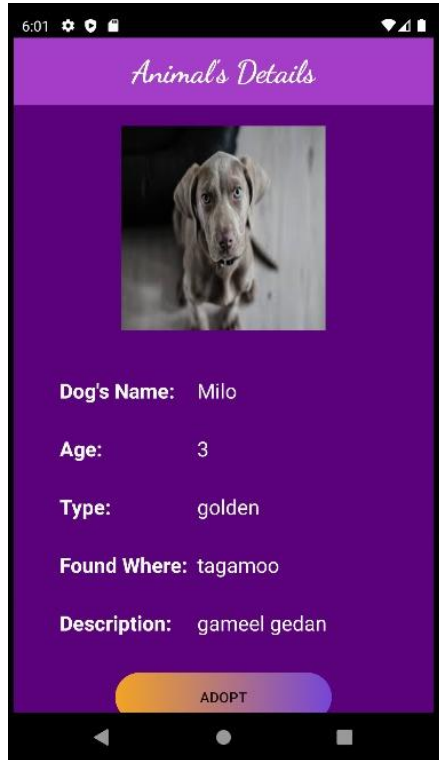 6:01
Animal's Details
Dog's Name: Milo
Age: 3
Type: golden
Found Where: tagamoo
Description: gameel gedan
ADOPT